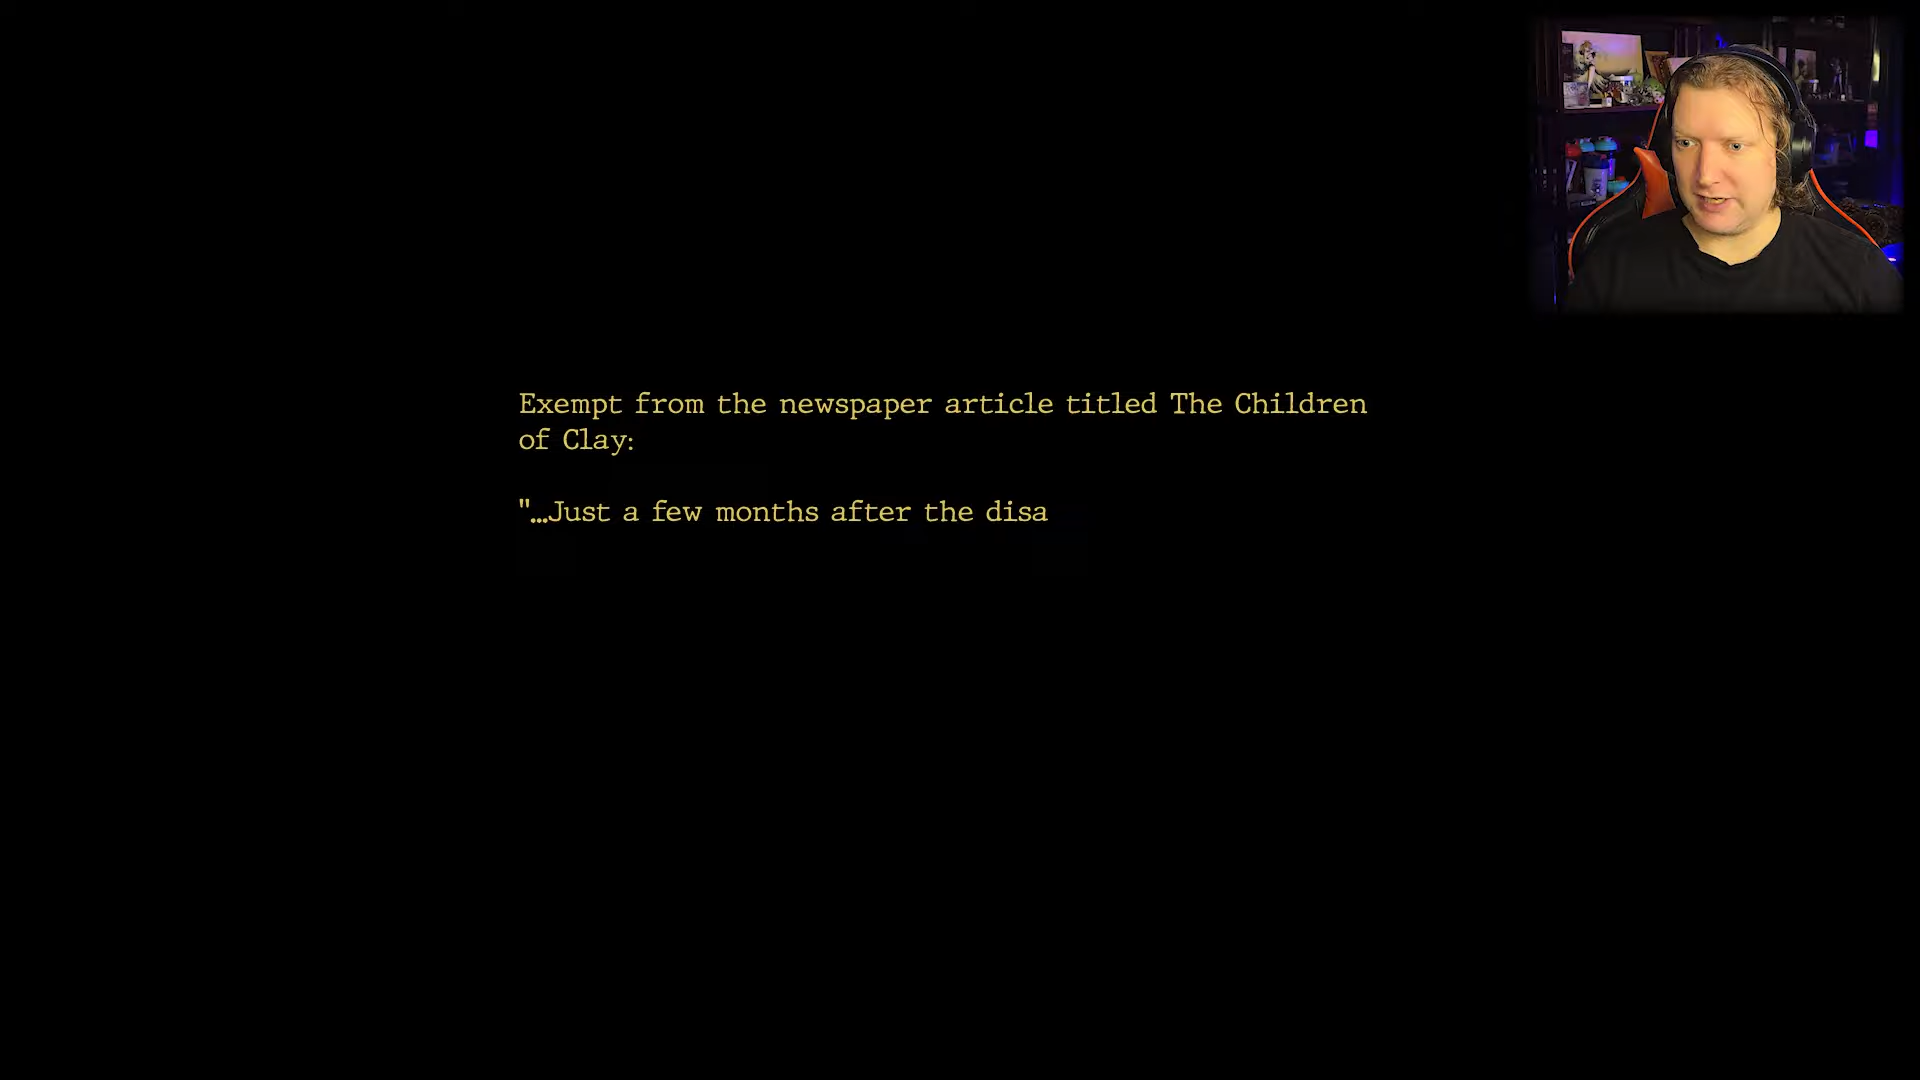 Exempt from the newspaper article titled The Children
of Clay:
"...Just a few months after the disa